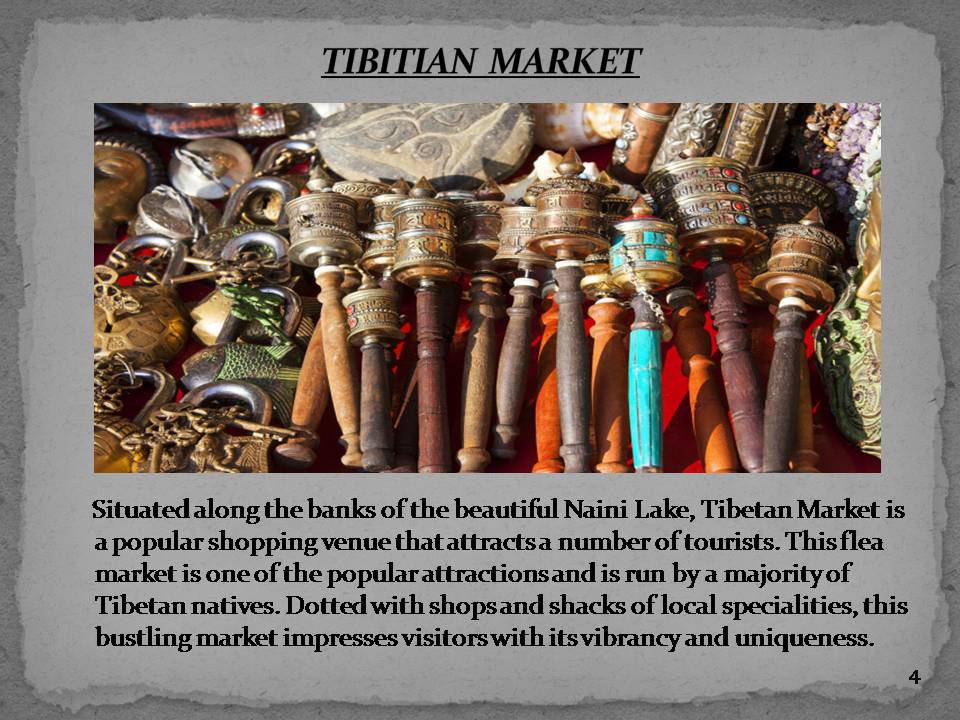 TIBITIAN MARKET
Situated along the banks of the beautiful Naini Lake, Tibetan Market is
a popular shopping venue that attracts a number of tourists. This flea
market is one of the popular attractions and is run by a majority of
Tibetan natives. Dotted with shops and shacks of local specialities, this
bustling market impresses visitors with its vibrancy and uniqueness.
4